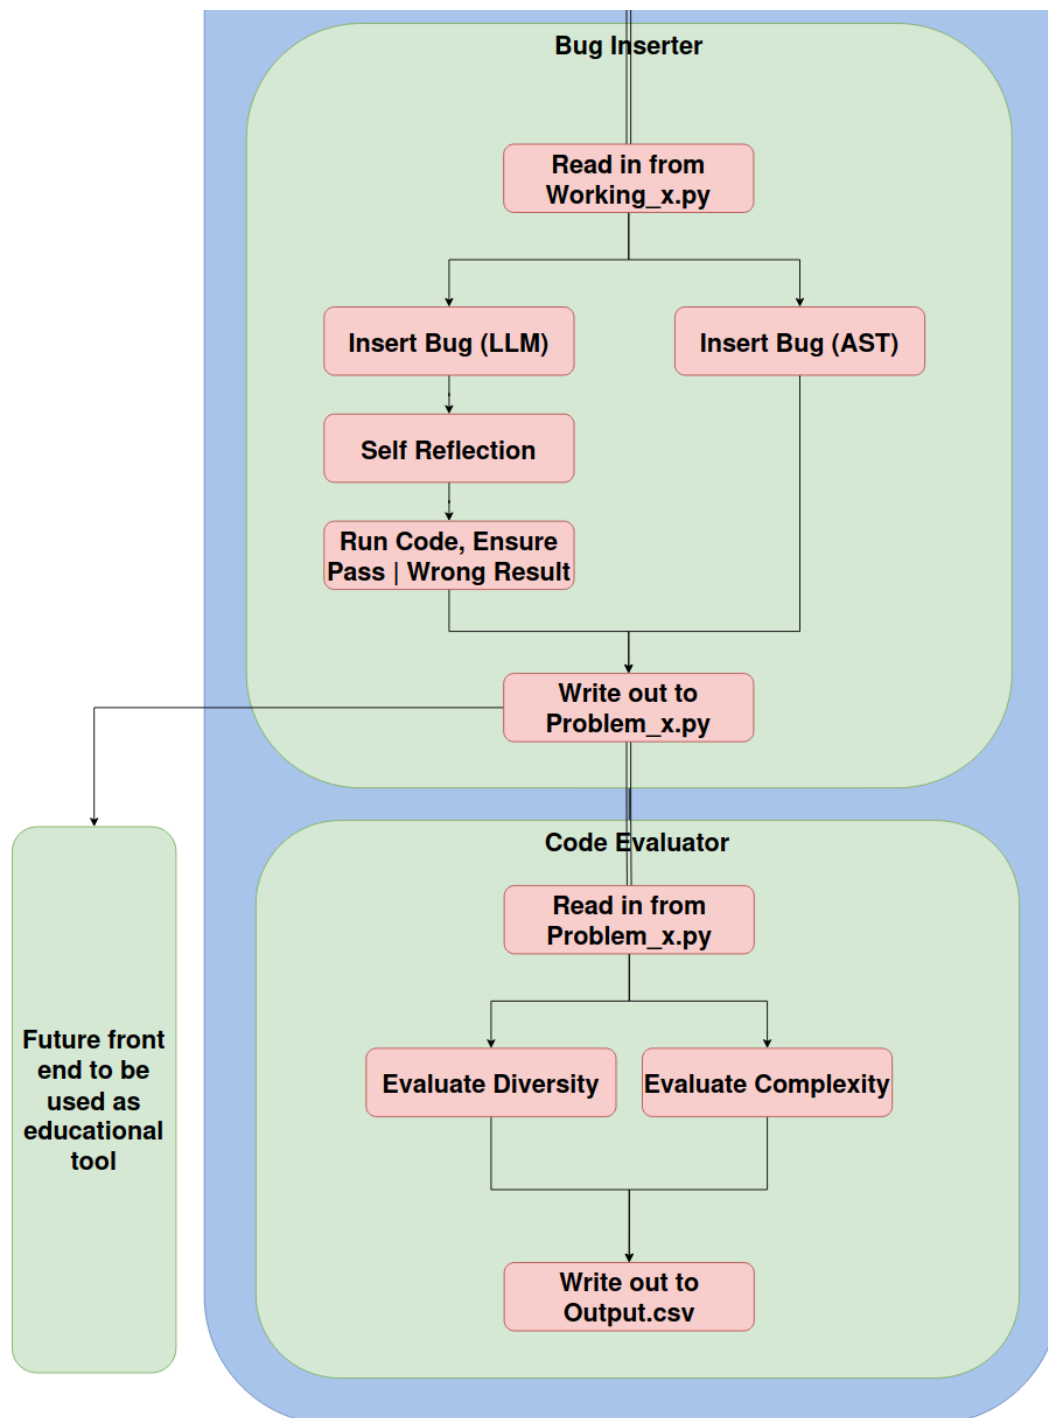 Bug Inserter
Read in from
Working_x.py
Insert Bug (LLM)
Insert Bug (AST)
Self Reflection
Run Code, Ensure
Pass | Wrong Result
Write out to
Problem_x.py
Code Evaluator
Read in from
Problem_x.py
Future front
end to be
used as
educational
tool
Evaluate Diversity
Evaluate Complexity
Write out to
Output.csv